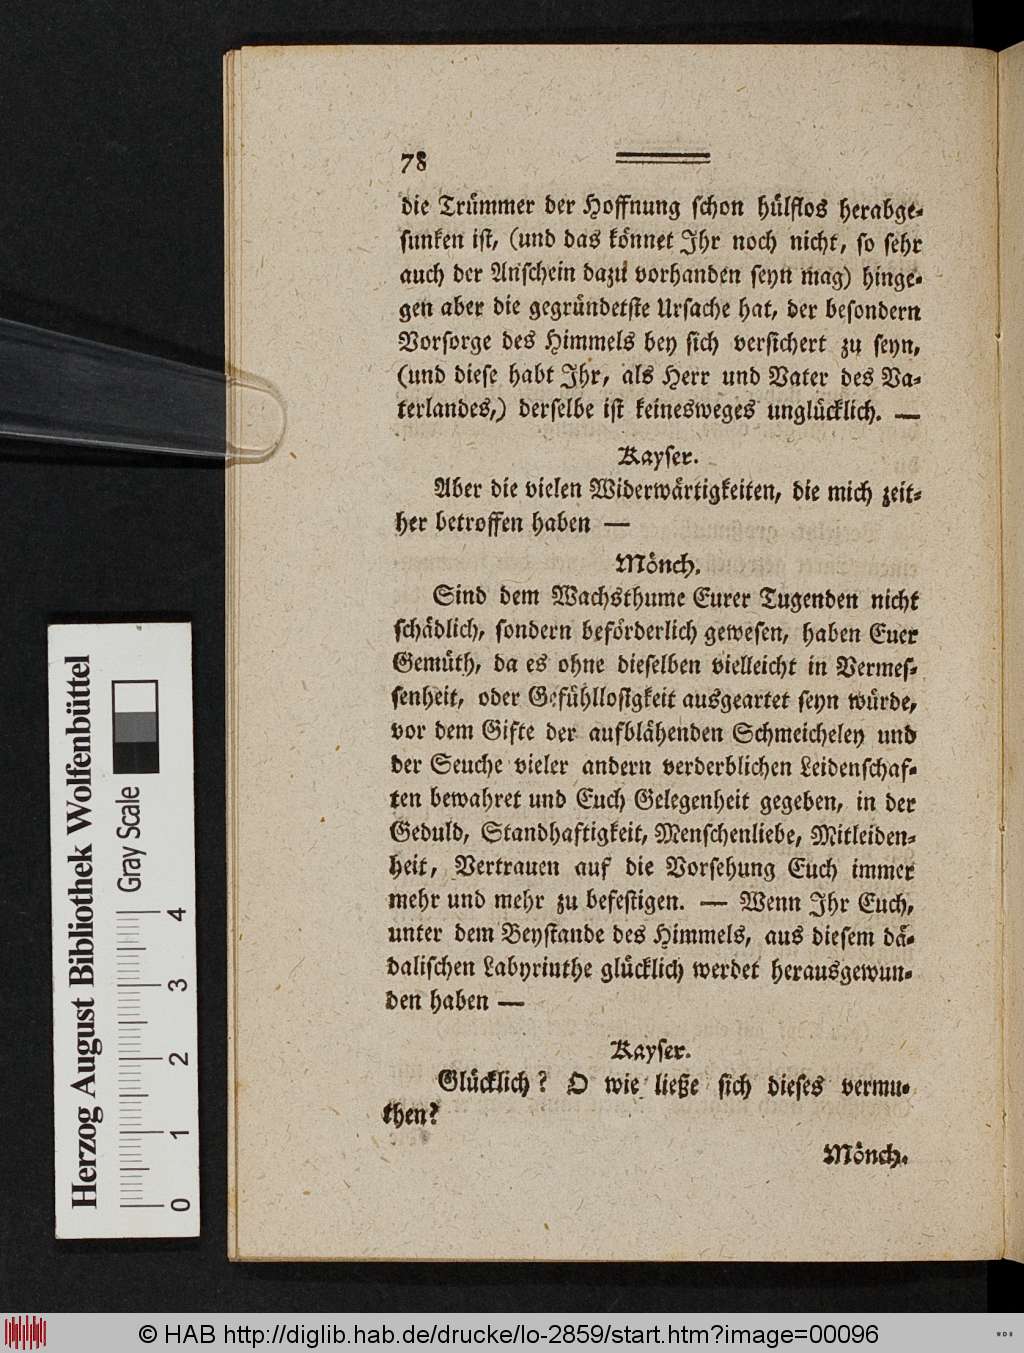 78
die Trümmer der Hoffnung schon hülflos herabge-
sunken ist, (und das könnet Ihr noch nicht, so sehr
auch der Anschein dazu vorhanden seyn mag) hinge-
gen aber die gegründetste Ursache hat, der besondern
Vorsorge des Himmels bey sich versichert zu seyn,
(und diese habt Ihr, als Herr und Vater des Va-
terlandes,) derselbe ist keinesweges unglücklich. —
Kayser.
Aber die vielen Widerwärtigkeiten, die mich zeit-
her betroffen haben —
Mönch.
Sind dem Wachsthume Eurer Tugenden nicht
schädlich, sondern beförderlich gewesen, haben Euer
Gemüth, da es ohne dieselben vielleicht in Vermes-
senheit, oder Gefühllosigkeit ausgeartet seyn würde,
vor dem Gifte der aufblähenden Schmeicheley und
der Seuche vieler andern verderblichen Leidenschaf-
ten bewahret und Euch Gelegenheit gegeben, in der
Geduld, Standhaftigkeit, Menschenliebe, Mitleiden-
heit, Vertrauen auf die Vorsehung Euch immer
mehr und mehr zu befestigen. — Wenn Ihr Euch,
unter dem Beystande des Himmels, aus diesem dä-
dalischen Labyrinthe glücklich werdet herausgewun-
den haben —
Kayser.
Glücklich? O wie ließe sich dieses vermu-
then?
Mönch.
Herzog August Bibliothek Wolfenbüttel
Gray Scale
0 1 2 3 4
© HAB http://diglib.hab.de/drucke/lo-2859/start.htm?image=00096